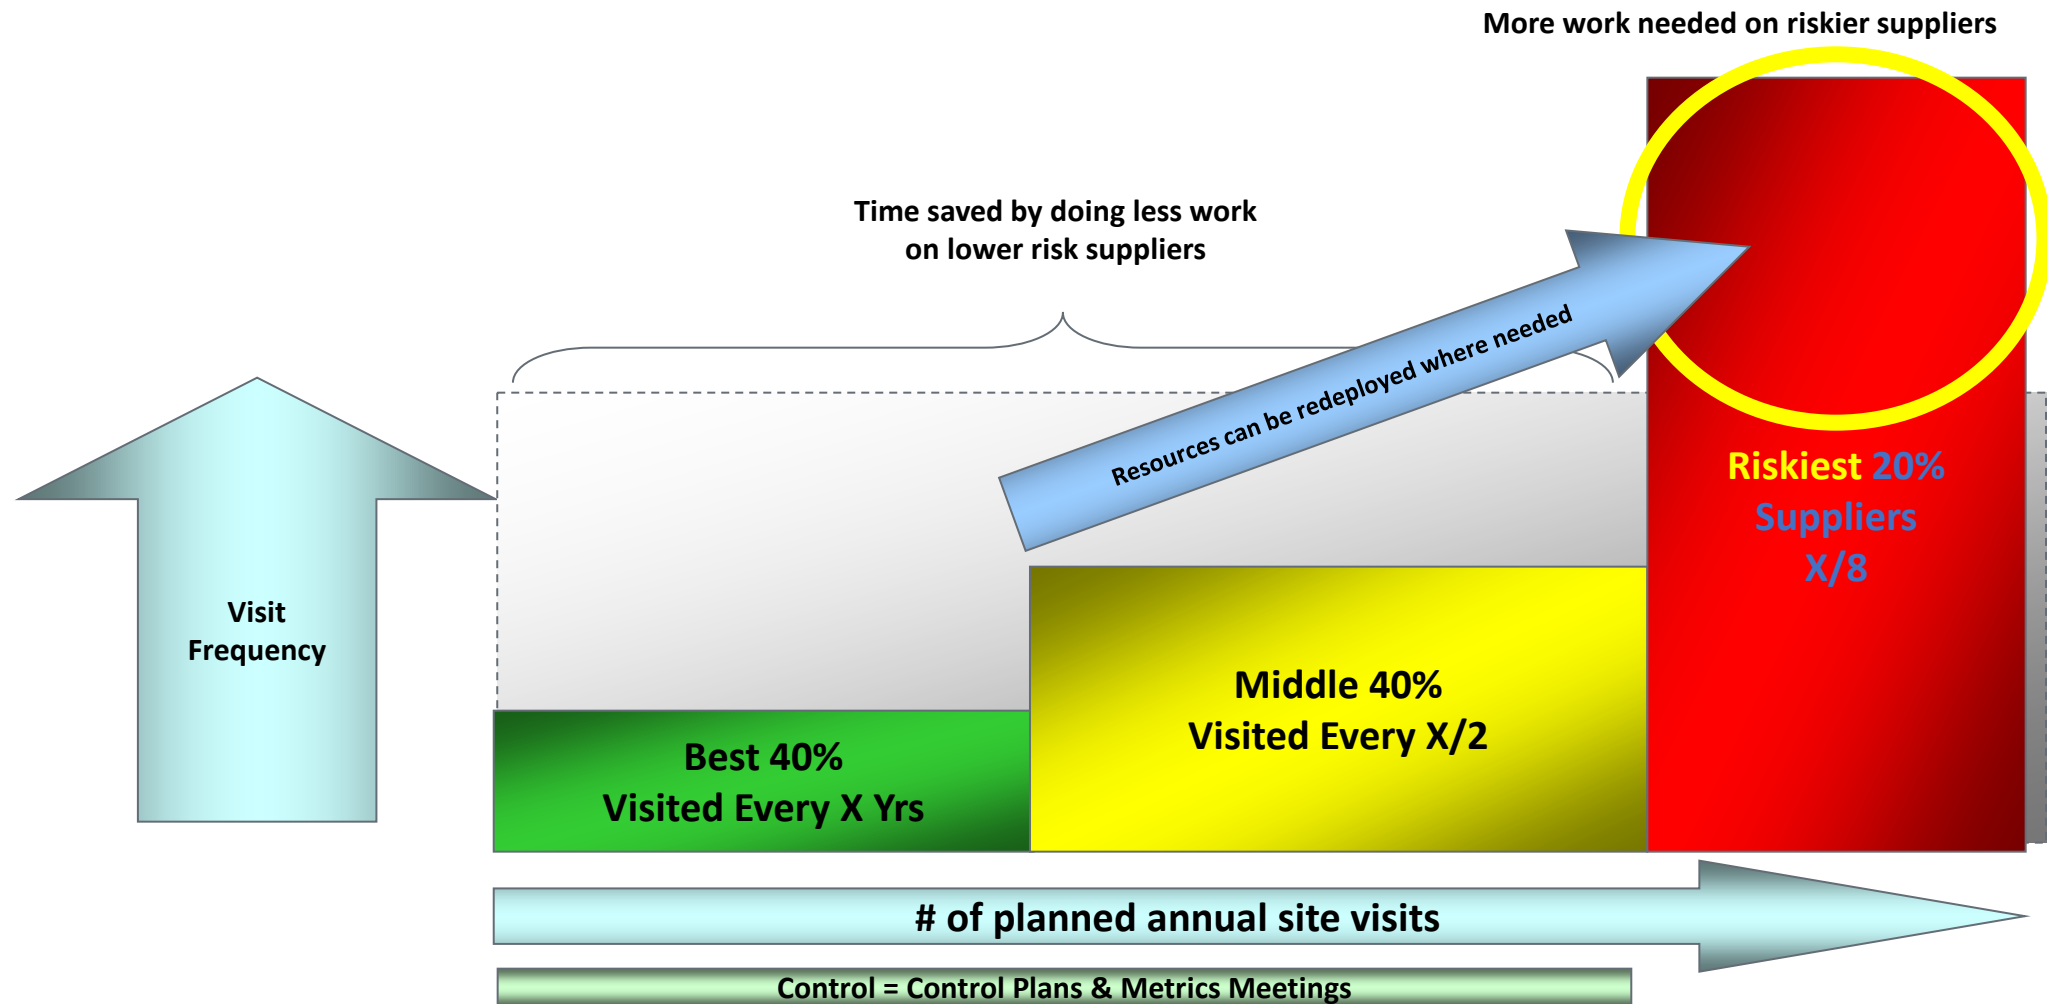 More work needed on riskier suppliers
Time saved by doing less work
on lower risk suppliers
Resources can be redeployed where needed
Riskiest 20%
Suppliers
X/8
Visit
Frequency
Middle 40%
Visited Every X/2
Best 40%
Visited Every X Yrs
# of planned annual site visits
Control = Control Plans & Metrics Meetings